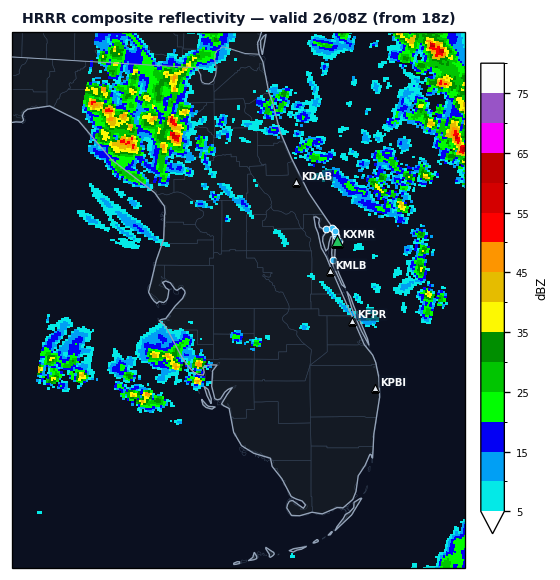 HRRR composite reflectivity — valid 26/08Z (from 18z)
KDAB
KXMR
KMLB
KFPR
KPBI
75
65
55
45
35
25
15
5
dBZ